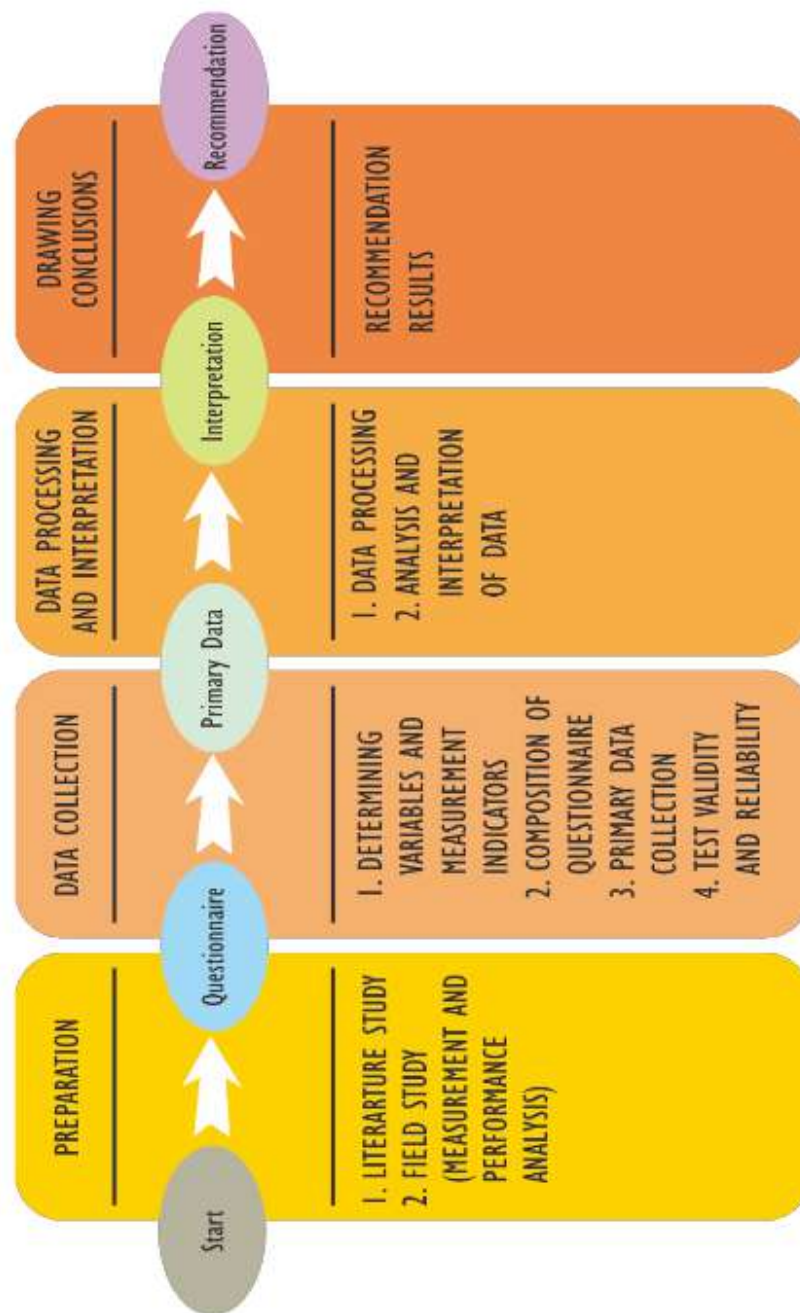 PREPARATION
Start
Questionnaire
1. LITERARTURE STUDY
2. FIELD STUDY
(MEASUREMENT AND
PERFORMANCE
ANALYSIS)
DATA COLLECTION
Primary Data
1. DETERMINING
VARIABLES AND
MEASUREMENT
INDICATORS
2. COMPOSITION OF
QUESTIONNAIRE
3. PRIMARY DATA
COLLECTION
4. TEST VALIDITY
AND RELIABILITY
DATA PROCESSING
AND INTERPRETATION
Interpretation
1. DATA PROCESSING
2. ANALYSIS AND
INTERPRETATION
OF DATA
DRAWING
CONCLUSIONS
Recommendation
RECOMMENDATION
RESULTS